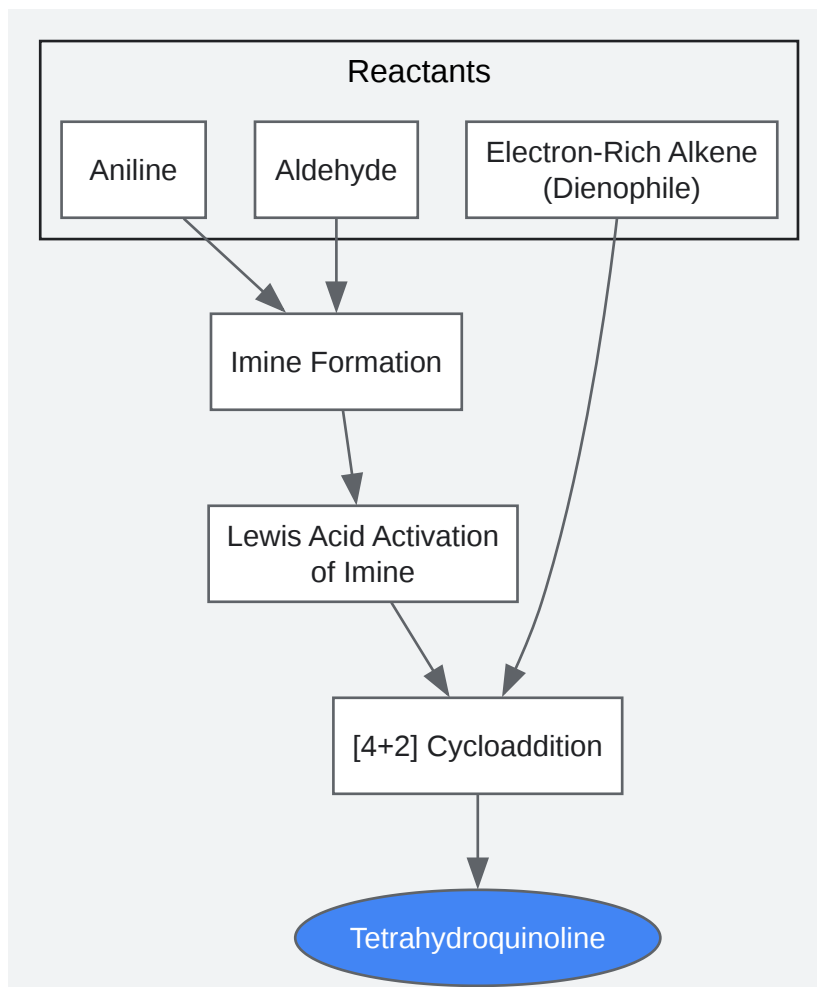 Reactants
Aniline
Aldehyde
Electron-Rich Alkene
(Dienophile)
Imine Formation
Lewis Acid Activation
of Imine
[4+2] Cycloaddition
Tetrahydroquinoline